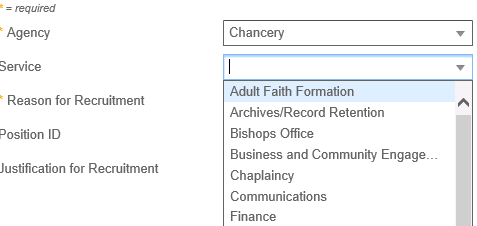 * = required
* Agency Chancery
Service
Adult Faith Formation
* Reason for Recruitment Archives/Record Retention
Position ID Bishops Office
Business and Community Engage...
Justification for Recruitment Chaplaincy
Communications
Finance